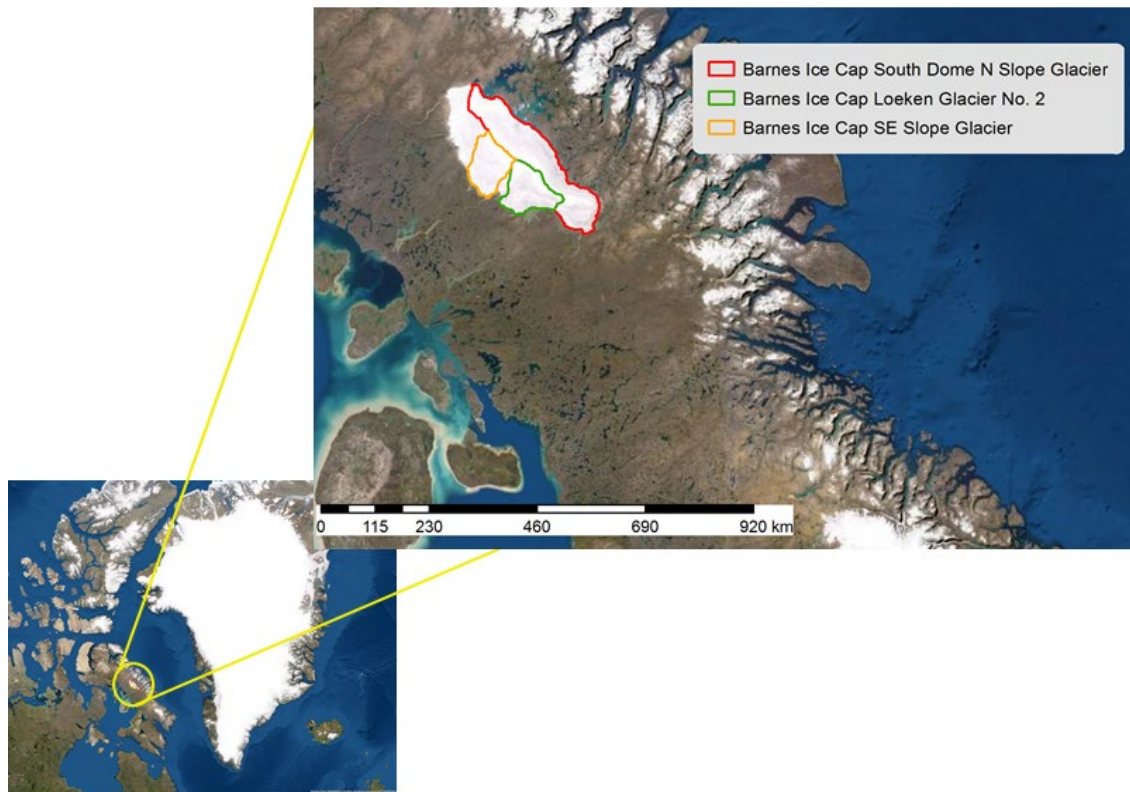 Barnes Ice Cap South Dome N Slope Glacier
Barnes Ice Cap Loeken Glacier No. 2
Barnes Ice Cap SE Slope Glacier
0 115 230 460 690 920 km